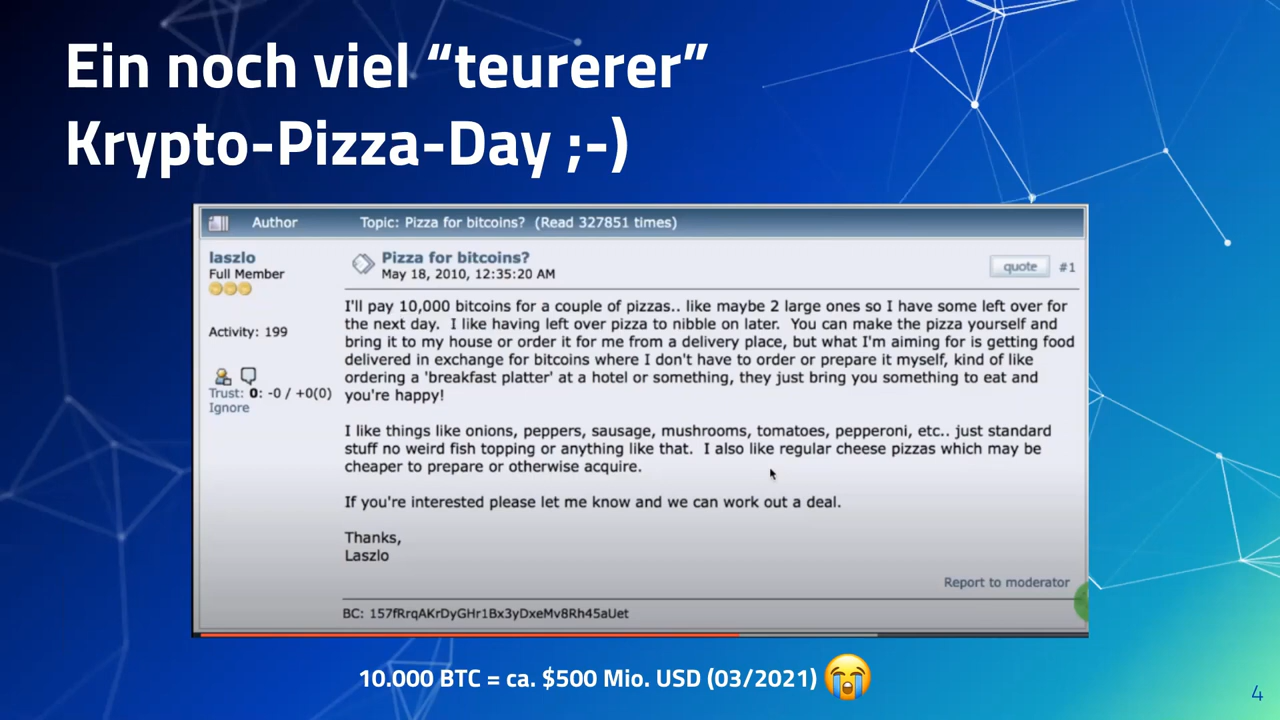 Ein noch viel “teurerer”
Krypto-Pizza-Day ;-)
Author Topic: Pizza for bitcoins? (Read 327851 times)
laszlo
Full Member
Activity: 199
Trust: 0: -0 / +0(0)
Ignore
Pizza for bitcoins?
May 18, 2010, 12:35:20 AM
quote #1
I'll pay 10,000 bitcoins for a couple of pizzas.. like maybe 2 large ones so I have some left over for
the next day.  I like having left over pizza to nibble on later.  You can make the pizza yourself and
bring it to my house or order it for me from a delivery place, but what I'm aiming for is getting food
delivered in exchange for bitcoins where I don't have to order or prepare it myself, kind of like
ordering a 'breakfast platter' at a hotel or something, they just bring you something to eat and
you're happy!
I like things like onions, peppers, sausage, mushrooms, tomatoes, pepperoni, etc.. just standard
stuff no weird fish topping or anything like that.  I also like regular cheese pizzas which may be
cheaper to prepare or otherwise acquire.
If you're interested please let me know and we can work out a deal.
Thanks,
Laszlo
Report to moderator
BC: 157fRrqAKrDyGHr1Bx3yDxeMv8Rh45aUet
10.000 BTC = ca. $500 Mio. USD (03/2021) 😭
4